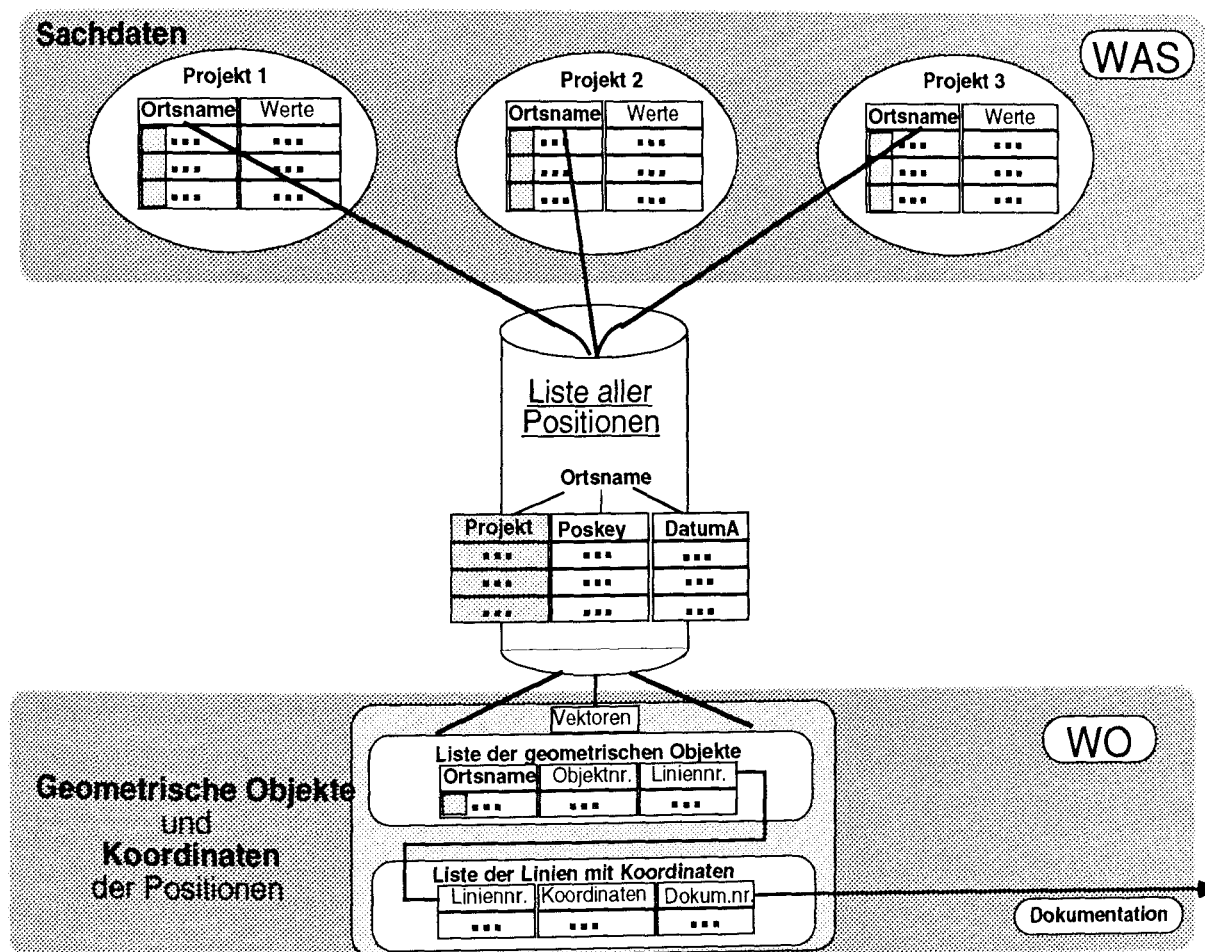 Sachdaten
WAS
Projekt 1
Ortsname Werte
Projekt 2
Ortsname Werte
Projekt 3
Ortsname Werte
Liste aller
Positionen
Ortsname
Projekt Poskey DatumA
Vektoren
WO
Liste der geometrischen Objekte
Ortsname Objektnr. Liniennr.
Geometrische Objekte
und
Koordinaten
der Positionen
Liste der Linien mit Koordinaten
Liniennr. Koordinaten Dokum.nr.
Dokumentation